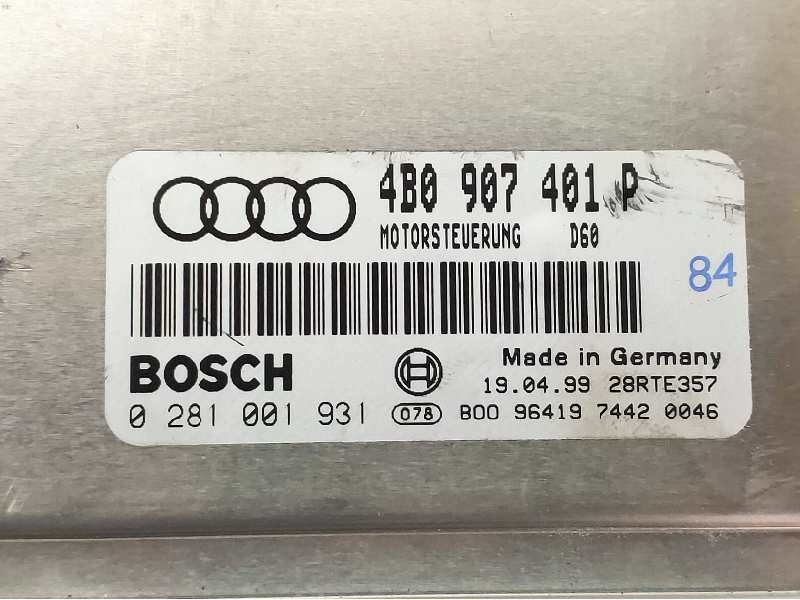 4B0 907 401 P
MOTORSTEUERUNG D60
84
BOSCH
Made in Germany
19.04.99 28RTE357
0 281 001 931 078 B00 96419 7442 0046